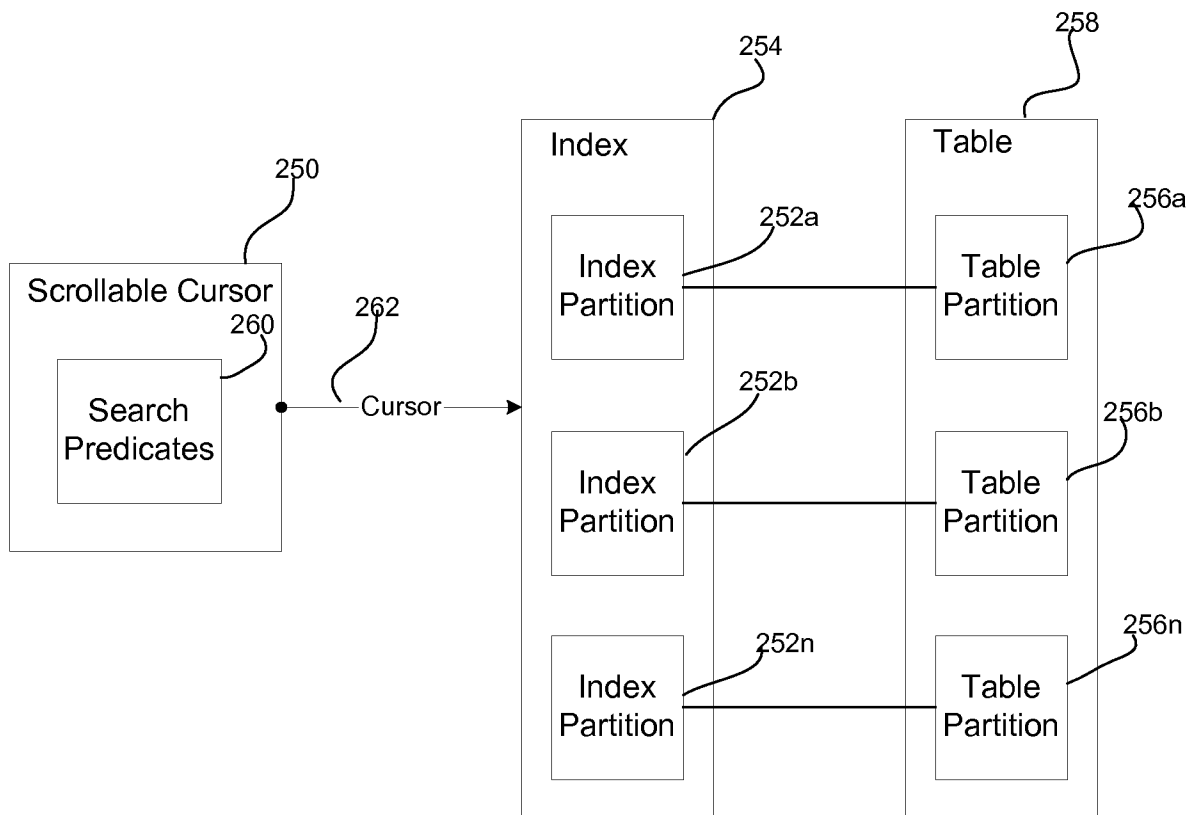 258
254
Index
Table
250
252a
256a
Index
Partition
Table
Partition
Scrollable Cursor
260
262
Cursor
Search
Predicates
252b
256b
Index
Partition
Table
Partition
252n
256n
Index
Partition
Table
Partition